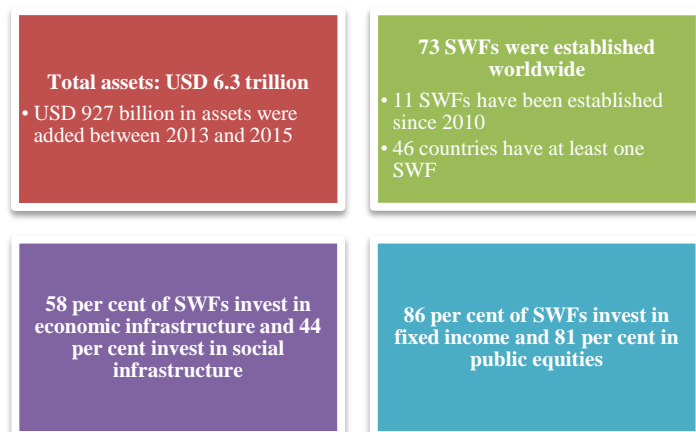 Total assets: USD 6.3 trillion
• USD 927 billion in assets were
added between 2013 and 2015
73 SWFs were established
worldwide
• 11 SWFs have been established
since 2010
• 46 countries have at least one
SWF
58 per cent of SWFs invest in
economic infrastructure and 44
per cent invest in social
infrastructure
86 per cent of SWFs invest in
fixed income and 81 per cent in
public equities